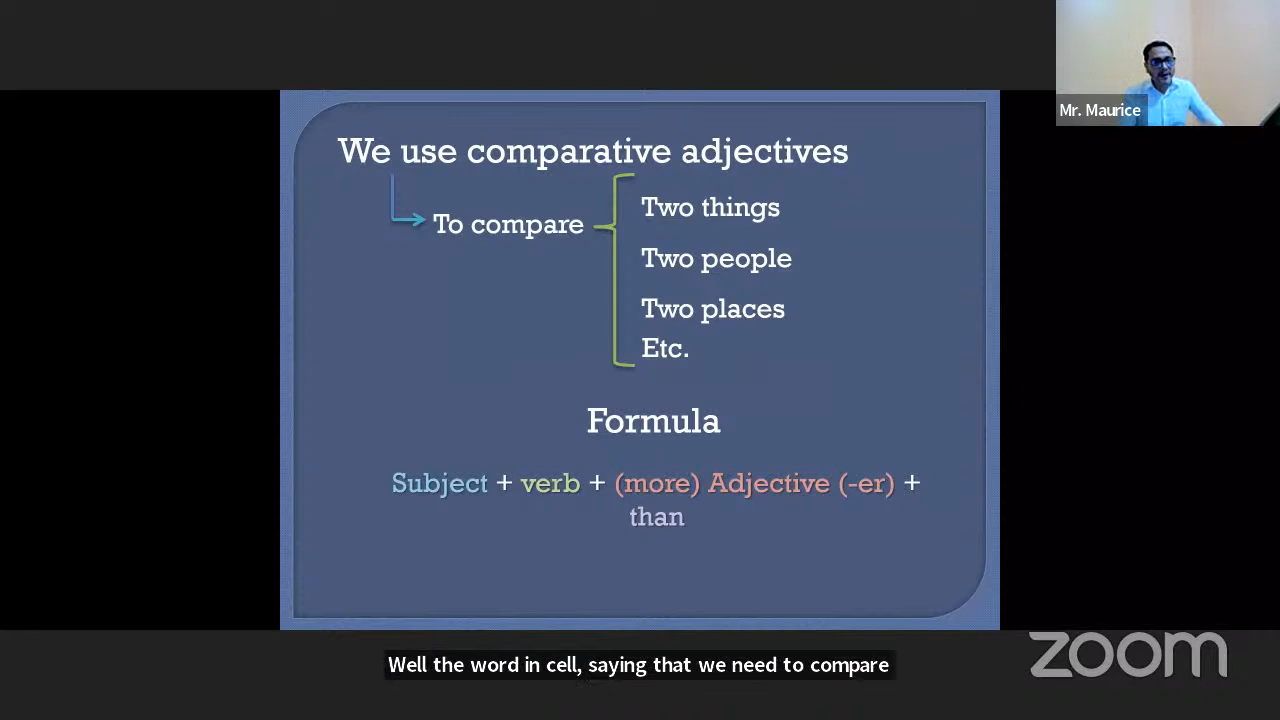 Mr. Maurice
We use comparative adjectives
To compare
Two things
Two people
Two places
Etc.
Formula
Subject + verb + (more) Adjective (-er) +
than
Well the word in cell, saying that we need to compare
zoom